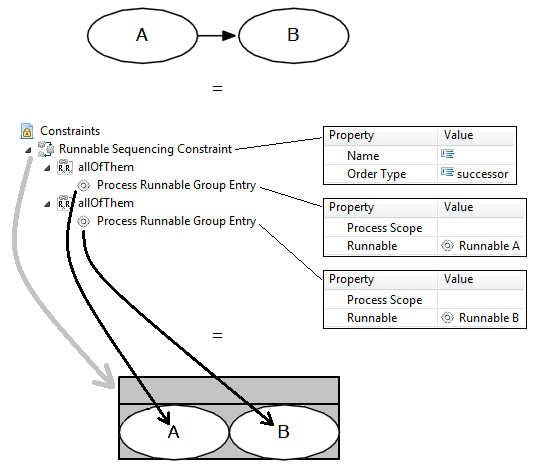 A B
=
Constraints
Runnable Sequencing Constraint
allOfThem
Process Runnable Group Entry
allOfThem
Process Runnable Group Entry
Property Value
Name
Order Type successor
Property Value
Process Scope
Runnable Runnable A
Property Value
Process Scope
Runnable Runnable B
=
A B